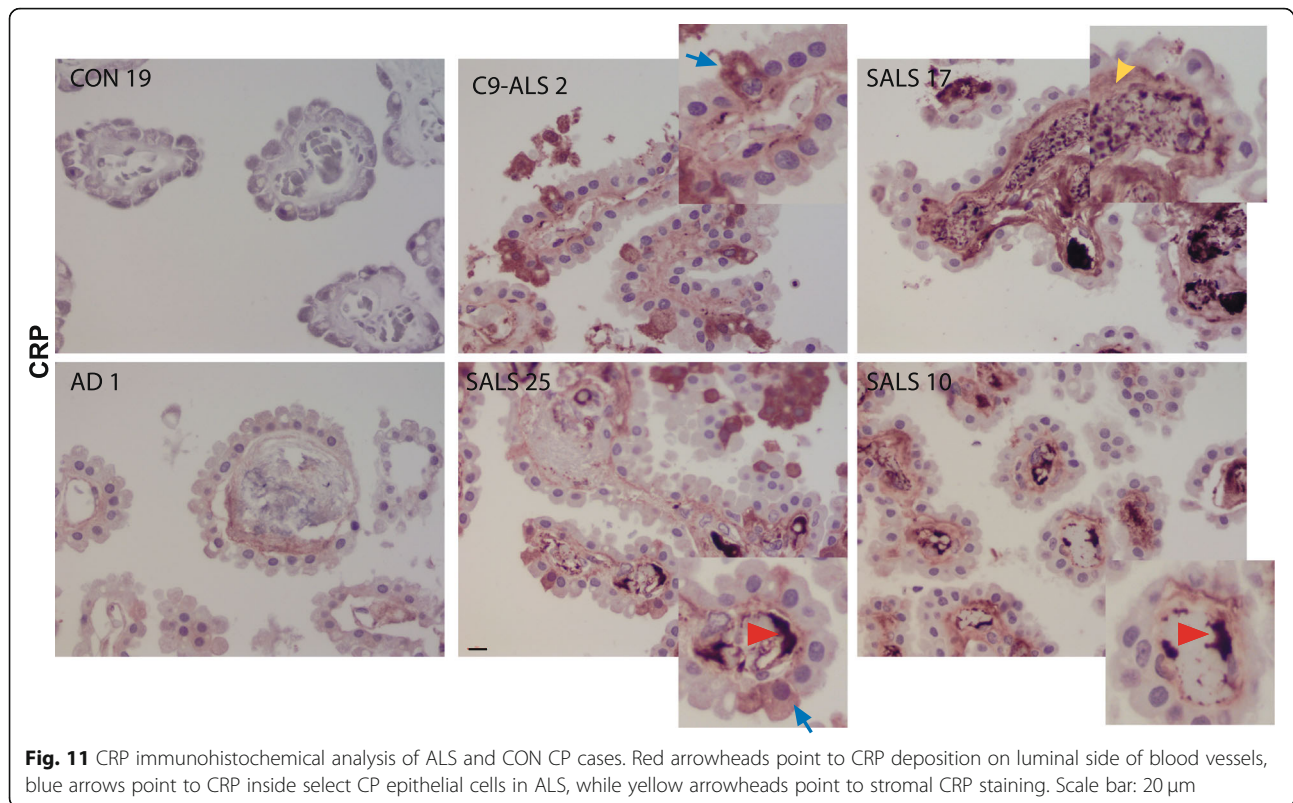 CON 19
C9-ALS 2
SALS 17
CRP
AD 1
SALS 25
SALS 10
Fig. 11 CRP immunohistochemical analysis of ALS and CON CP cases. Red arrowheads point to CRP deposition on luminal side of blood vessels,
blue arrows point to CRP inside select CP epithelial cells in ALS, while yellow arrowheads point to stromal CRP staining. Scale bar: 20 μm